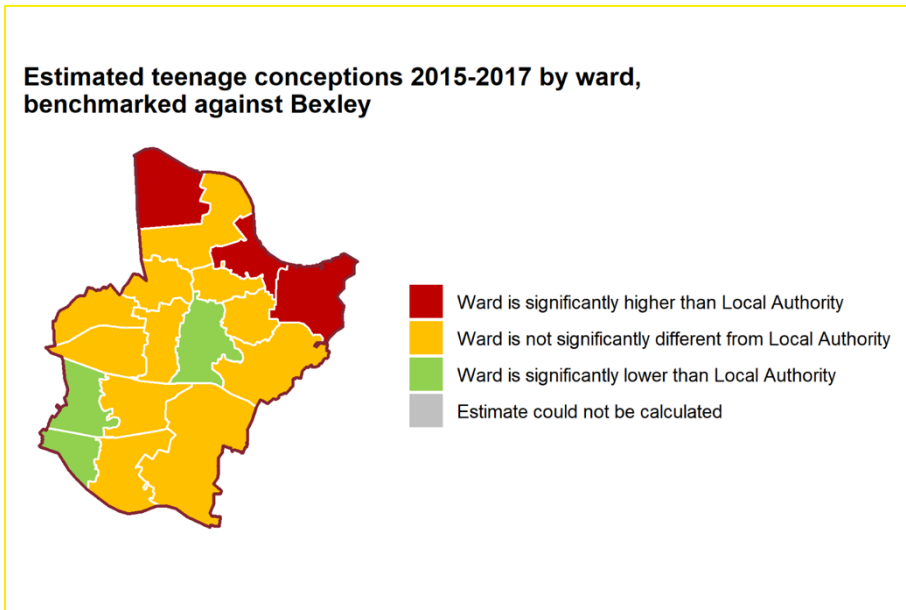 Estimated teenage conceptions 2015-2017 by ward,
benchmarked against Bexley
Ward is significantly higher than Local Authority
Ward is not significantly different from Local Authority
Ward is significantly lower than Local Authority
Estimate could not be calculated